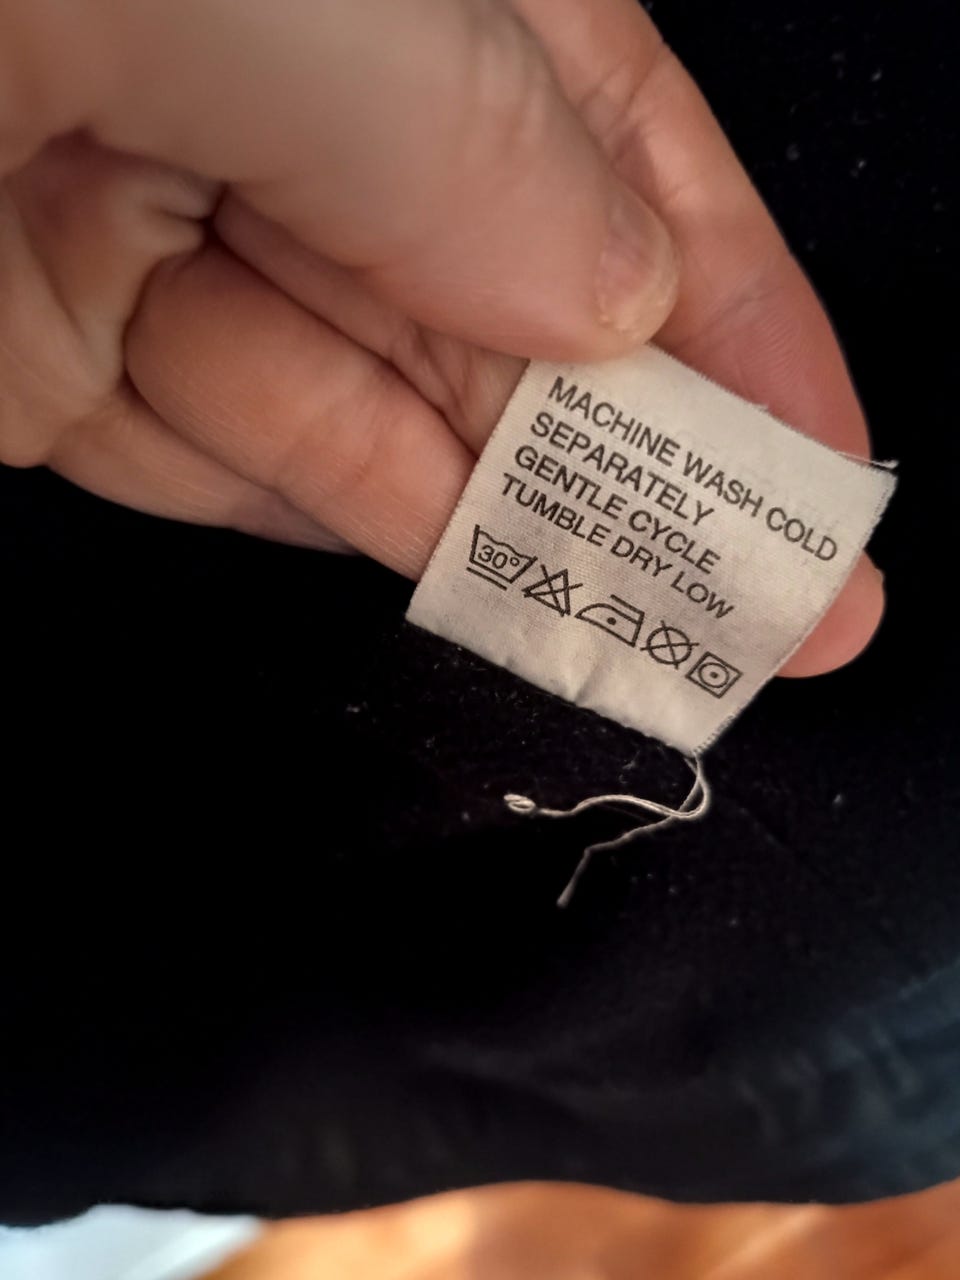 MACHINE WASH COLD
SEPARATELY
GENTLE CYCLE
TUMBLE DRY LOW
30°